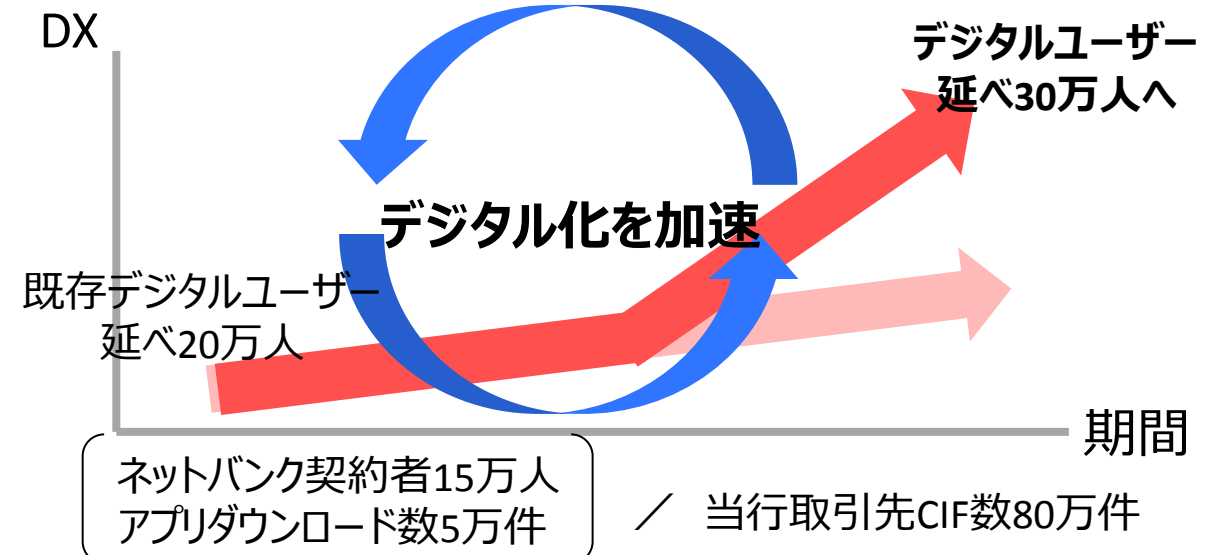 DX
デジタルユーザー
延べ30万人へ
デジタル化を加速
既存デジタルユーザー
延べ20万人
期間
ネットバンク契約者15万人
アプリダウンロード数5万件
／ 当行取引先CIF数80万件